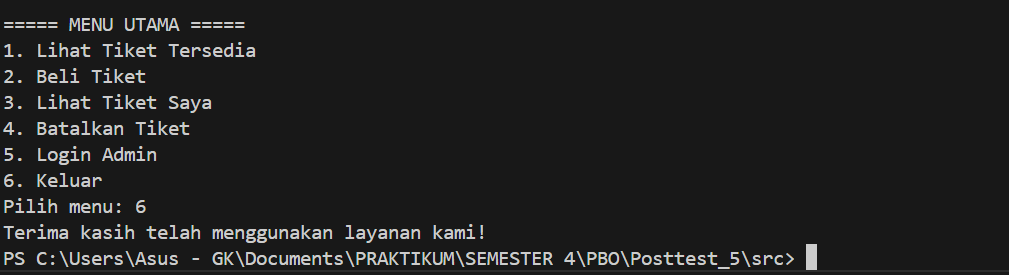 ===== MENU UTAMA =====
1. Lihat Tiket Tersedia
2. Beli Tiket
3. Lihat Tiket Saya
4. Batalkan Tiket
5. Login Admin
6. Keluar
Pilih menu: 6
Terima kasih telah menggunakan layanan kami!
PS C:\Users\Asus - GK\Documents\PRAKTIKUM\SEMESTER 4\PBO\Posttest_5\src>